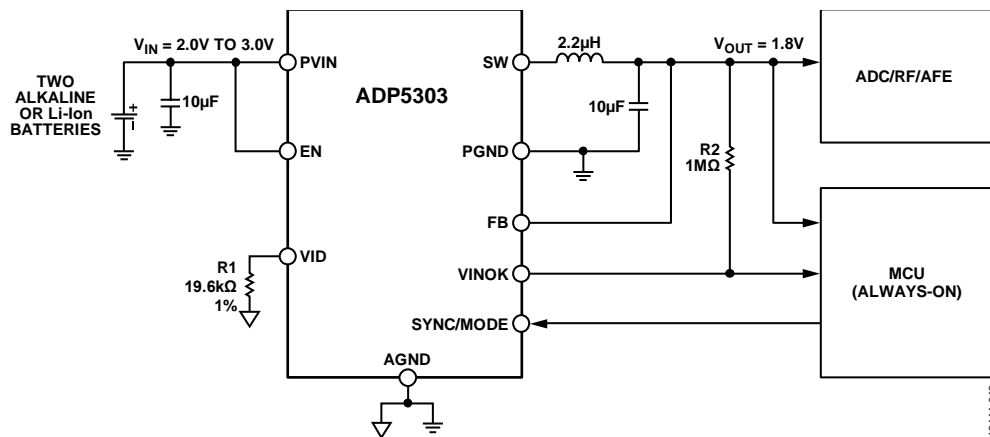 VIN = 2.0V TO 3.0V
TWO
ALKALINE
OR Li-Ion
BATTERIES
+
–
10µF
PVIN
EN
VID
R1
19.6kΩ
1%
ADP5303
AGND
SW
PGND
FB
VINOK
SYNC/MODE
2.2µH
10µF
VOUT = 1.8V
R2
1MΩ
ADC/RF/AFE
MCU
(ALWAYS-ON)